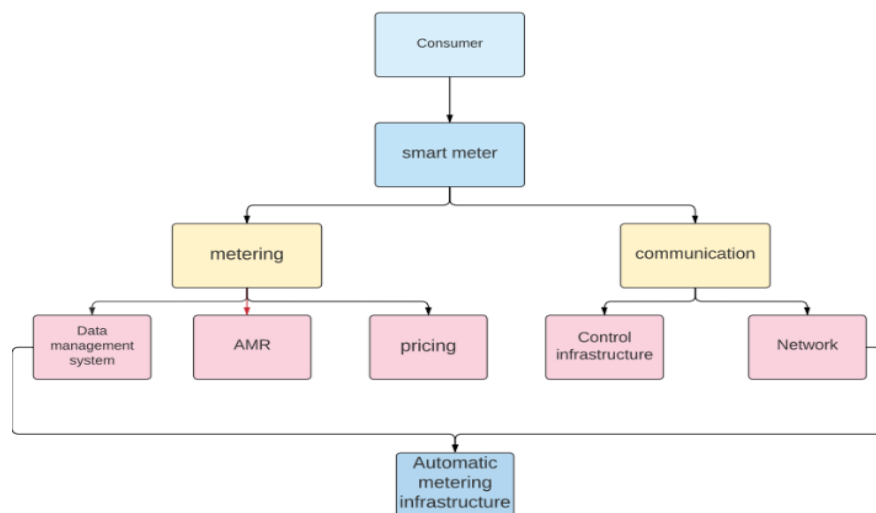 Consumer
smart meter
metering
communication
Data
management
system
AMR
pricing
Control
infrastructure
Network
Automatic
metering
infrastructure